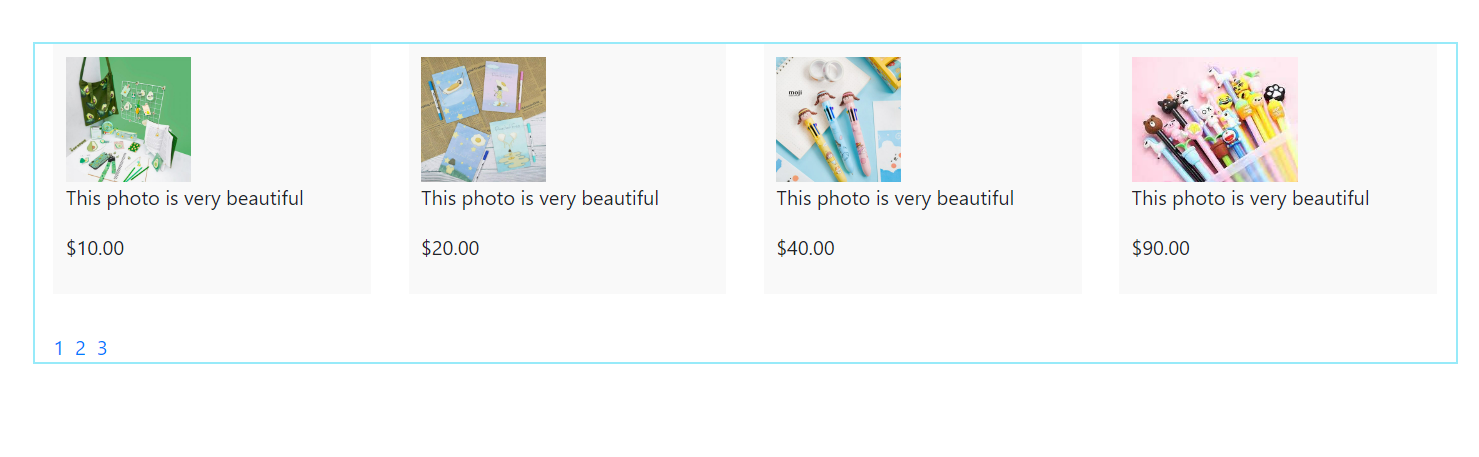 moji
This photo is very beautiful
This photo is very beautiful
This photo is very beautiful
This photo is very beautiful
$10.00
$20.00
$40.00
$90.00
1 2 3